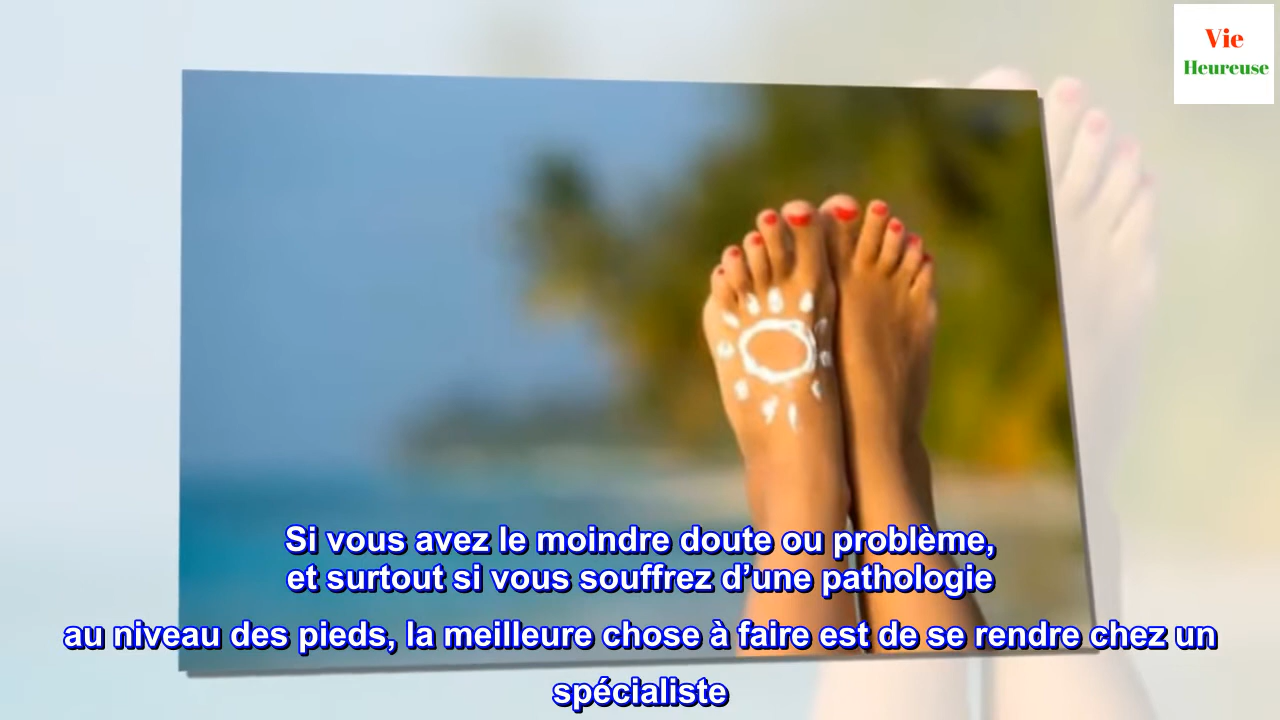 Vie
Heureuse
Si vous avez le moindre doute ou problème,
et surtout si vous souffrez d’une pathologie
au niveau des pieds, la meilleure chose à faire est de se rendre chez un
spécialiste